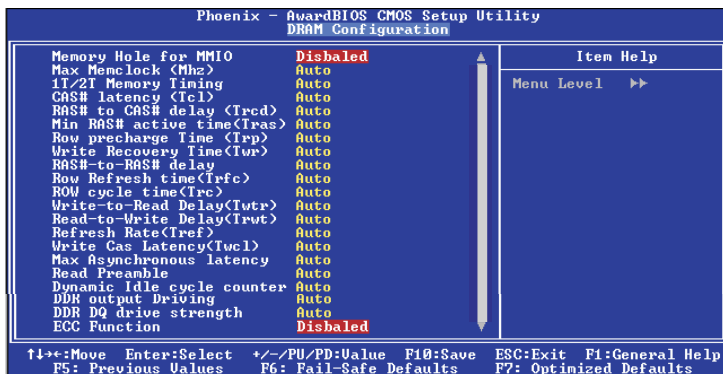 Phoenix - AwardBIOS CMOS Setup Utility
DRAM Configuration
Memory Hole for MMIO Disbaled
Max Memclock (Mhz) Auto
1T/2T Memory Timing Auto
CAS# latency (Tcl) Auto
RAS# to CAS# delay (Trcd) Auto
Min RAS# active time(Tras) Auto
Row precharge Time (Trp) Auto
Write Recovery Time(Twr) Auto
RAS#-to-RAS# delay Auto
Row Refresh time(Trfc) Auto
ROW cycle time(Trc) Auto
Write-to-Read Delay(Twtr) Auto
Read-to-Write Delay(Trwt) Auto
Refresh Rate(Tref) Auto
Write Cas Latency(Twcl) Auto
Max Asynchronous latency Auto
Read Preamble Auto
Dynamic Idle cycle counter Auto
DDR output Driving Auto
DDR DQ drive strength Auto
ECC Function Disbaled
Item Help
Menu Level ▶▶
↑↓→←:Move Enter:Select +/-/PU/PD:Value F10:Save ESC:Exit F1:General Help
F5: Previous Values F6: Fail-Safe Defaults F7: Optimized Defaults